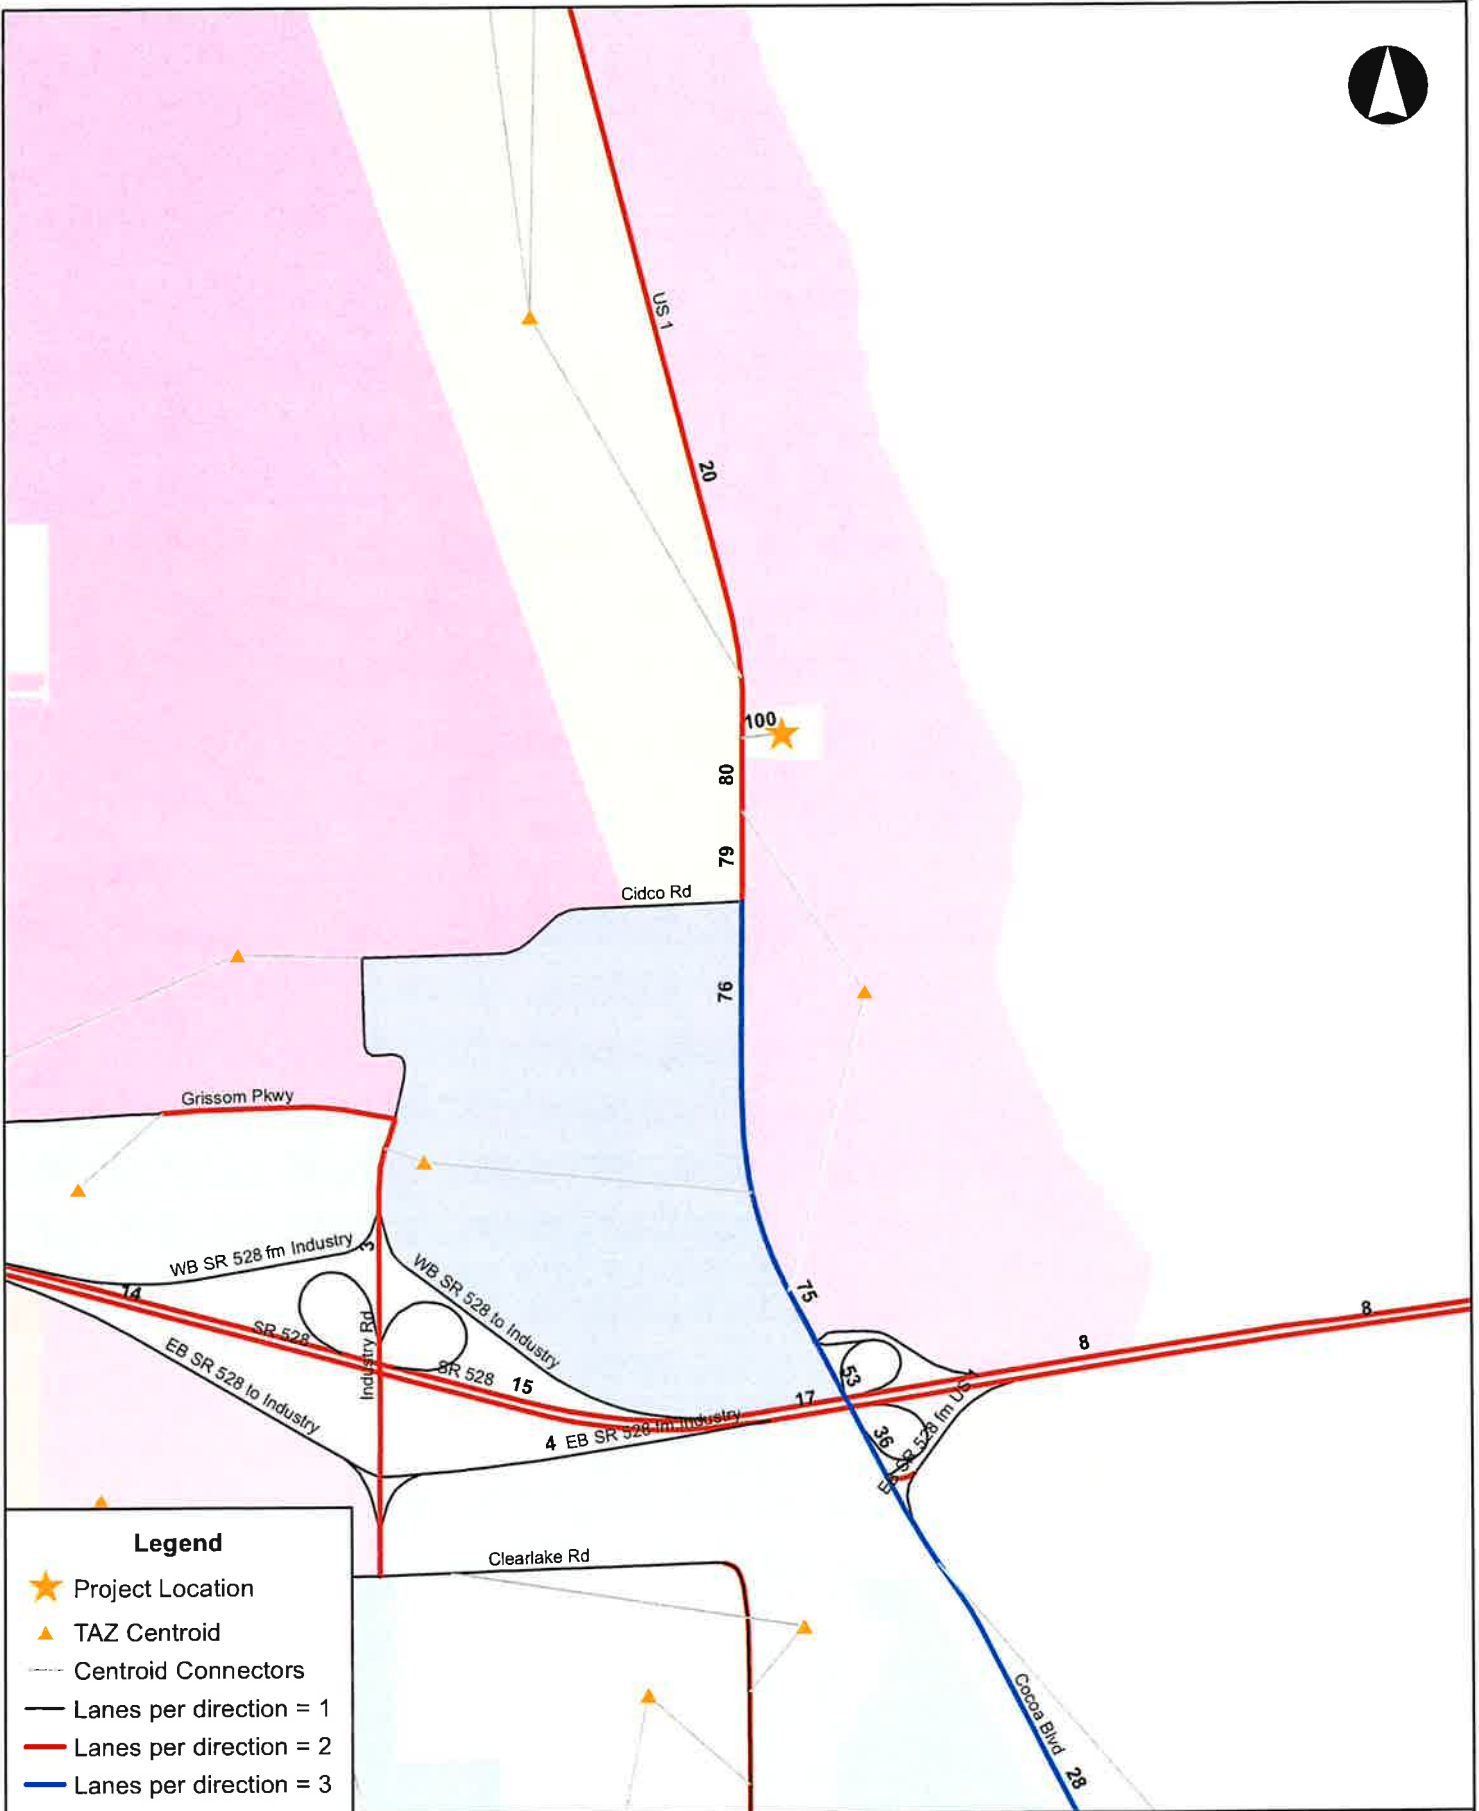 US 1
20
100
80
79
Cidco Rd
76
Grissom Pkwy
WB SR 528 fm Industry
3
WB SR 528 to Industry
75
14
SR 528
8
8
EB SR 528 to Industry
Industry Rd
SR 528
15
53
17
4
EB SR 528 fm Industry
36
EB SR 528 fm US 1
Clearlake Rd
Cocoa Blvd
28
Legend
Project Location
TAZ Centroid
Centroid Connectors
Lanes per direction = 1
Lanes per direction = 2
Lanes per direction = 3